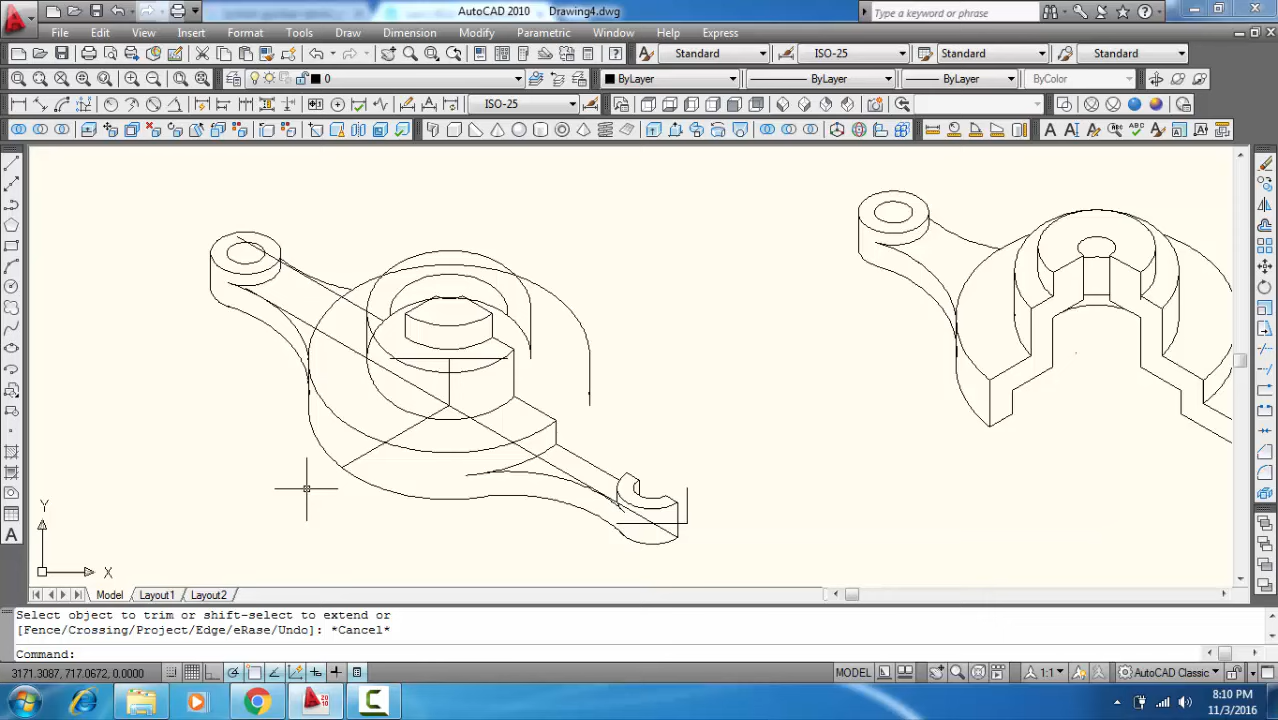 AutoCAD 2010 Drawing4.dwg
Type a keyword or phrase
File Edit View Insert Format Tools Draw Dimension Modify Parametric Window Help Express
Standard ISO-25 Standard Standard
0 ByLayer ByLayer ByLayer ByColor
ISO-25
Y
X
Model Layout1 Layout2
Select object to trim or shift-select to extend or
[Fence/Crossing/Project/Edge/eRase/Undo]: *Cancel*
Command:
3171.3087, 717.0672, 0.0000 MODEL 1:1 AutoCAD Classic
8:10 PM
11/3/2016